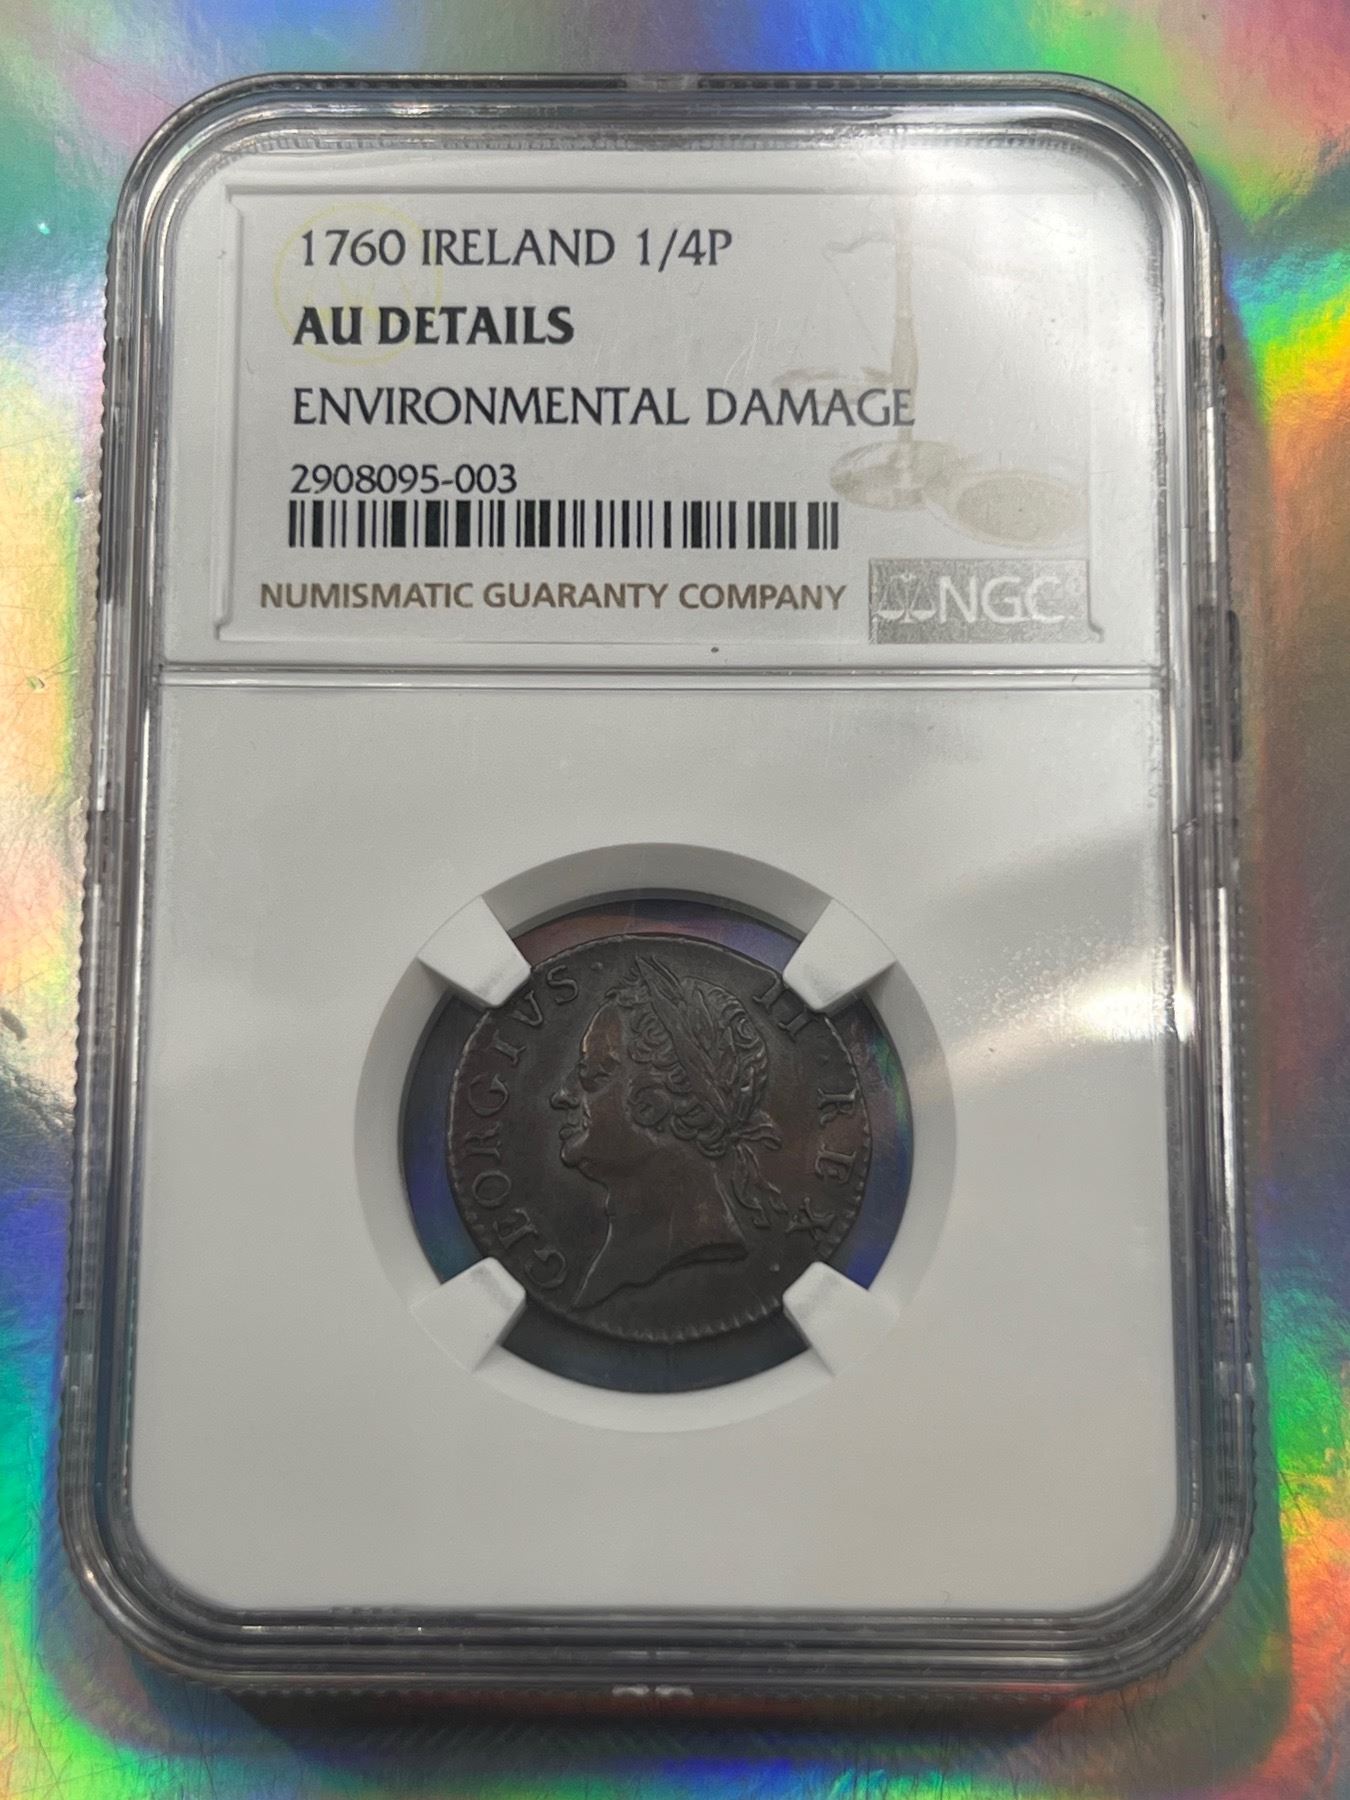 1760 IRELAND 1/4P
AU DETAILS
ENVIRONMENTAL DAMAGE
2908095-003
NUMISMATIC GUARANTY COMPANY
NGC
GEORGIVS · II · REX ·